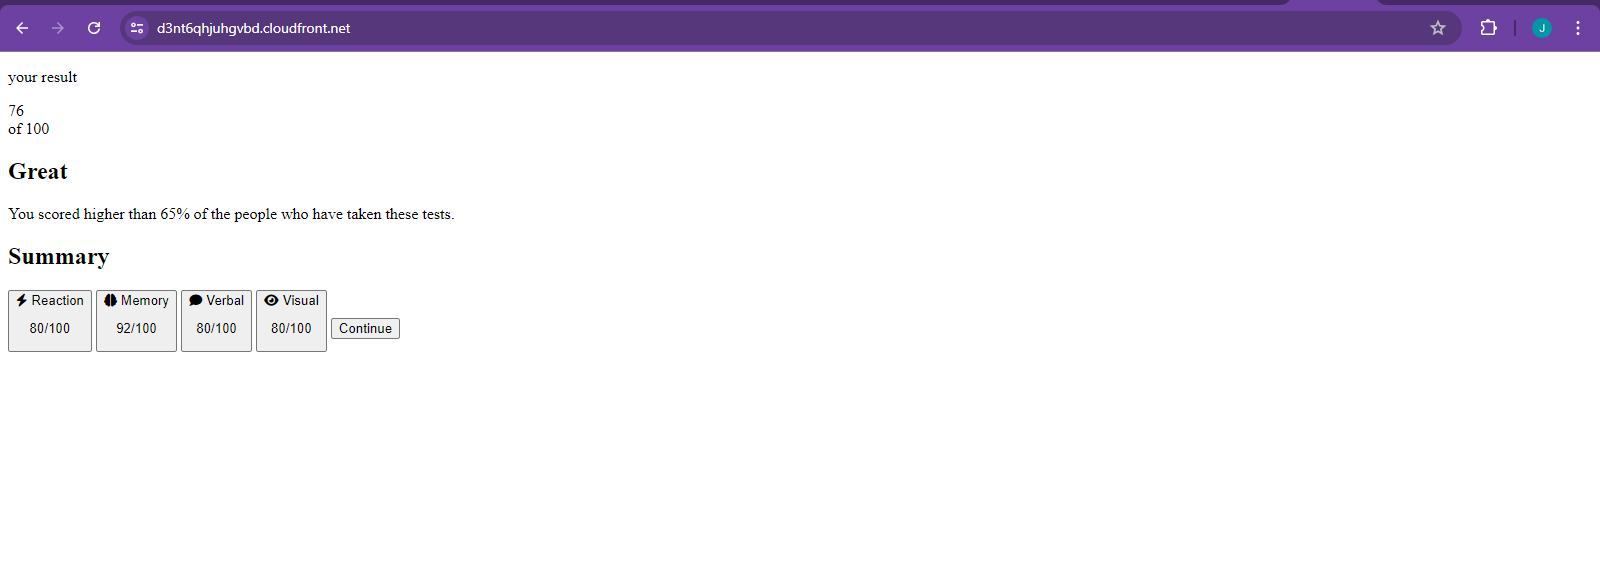 d3nt6qhjuhgvbd.cloudfront.net
J
your result
76
of 100
Great
You scored higher than 65% of the people who have taken these tests.
Summary
Reaction Memory Verbal Visual
80/100 92/100 80/100 80/100 Continue